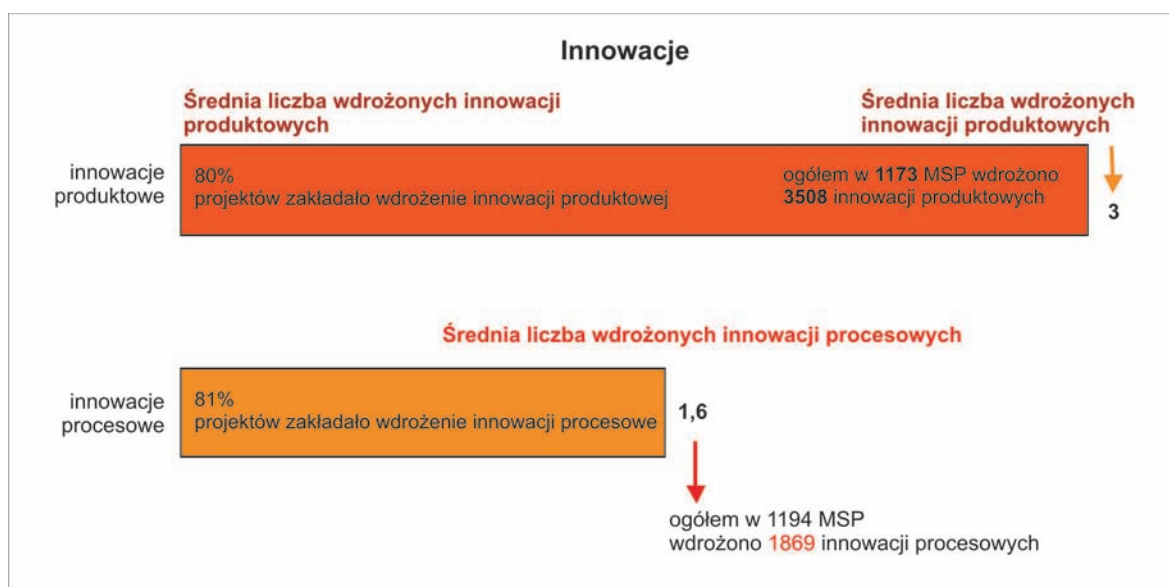 Innowacje
Średnia liczba wdrożonych innowacji
produktowych
Średnia liczba wdrożonych
innowacji produktowych
innowacje
produktowe
80%
projektów zakładało wdrożenie innowacji produktowej
ogółem w 1173 MSP wdrożono
3508 innowacji produktowych
3
Średnia liczba wdrożonych innowacji procesowych
innowacje
procesowe
81%
projektów zakładało wdrożenie innowacji procesowe
1,6
ogółem w 1194 MSP
wdrożono 1869 innowacji procesowych